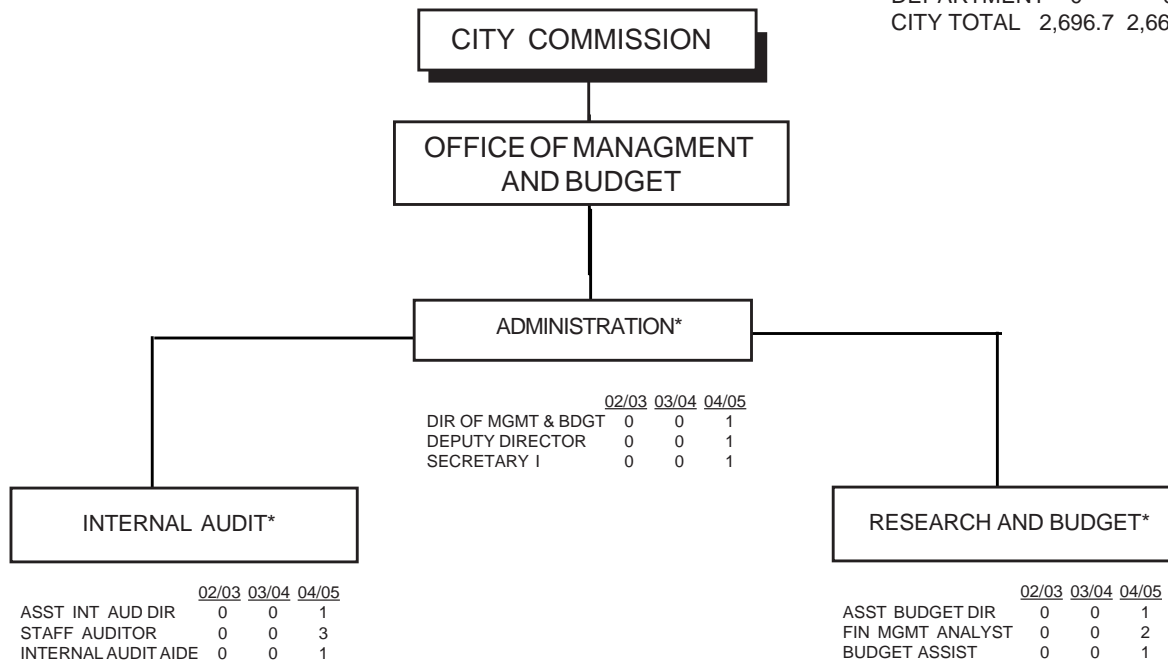 DEPARTMENT 0
CITY TOTAL 2,696.7
CITY COMMISSION
OFFICE OF MANAGMENT
AND BUDGET
ADMINISTRATION*
02/03 03/04 04/05
DIR OF MGMT & BDGT 0 0 1
DEPUTY DIRECTOR 0 0 1
SECRETARY I 0 0 1
INTERNAL AUDIT*
02/03 03/04 04/05
ASST INT AUD DIR 0 0 1
STAFF AUDITOR 0 0 3
INTERNAL AUDIT AIDE 0 0 1
RESEARCH AND BUDGET*
02/03 03/04 04/05
ASST BUDGET DIR 0 0 1
FIN MGMT ANALYST 0 0 2
BUDGET ASSIST 0 0 1